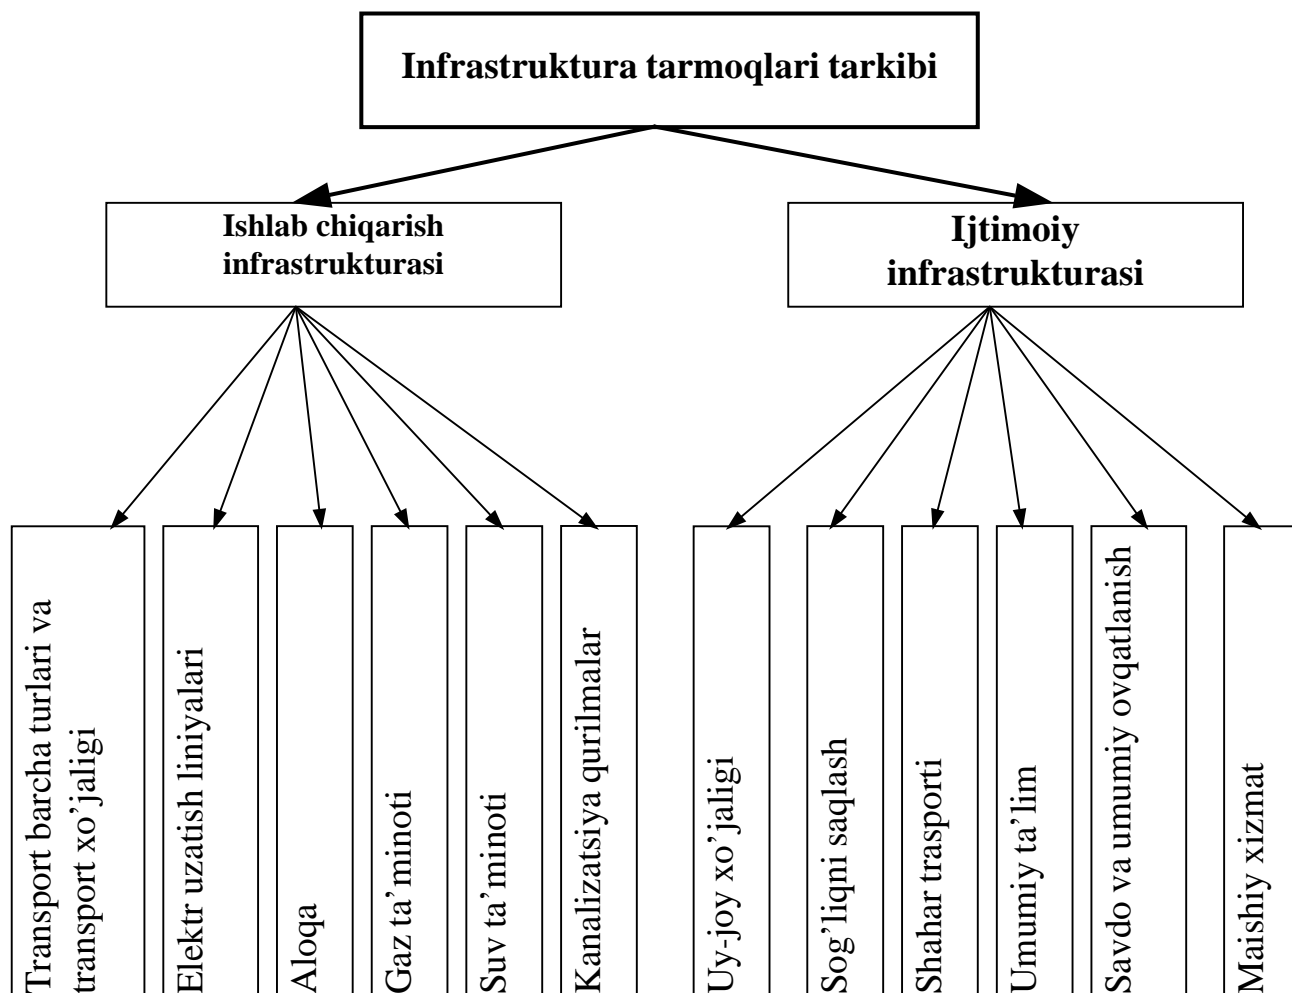 Infrastruktura tarmoqlari tarkibi
Ishlab chiqarish
infrastrukturasi
Ijtimoiy
infrastrukturasi
Transport barcha turlari va
transport xo’jaligi
Elektr uzatish liniyalari
Aloqa
Gaz ta’minoti
Suv ta’minoti
Kanalizatsiya qurilmalar
Uy-joy xo’jaligi
Sog’liqni saqlash
Shahar trasporti
Umumiy ta’lim
Savdo va umumiy ovqatlanish
Maishiy xizmat